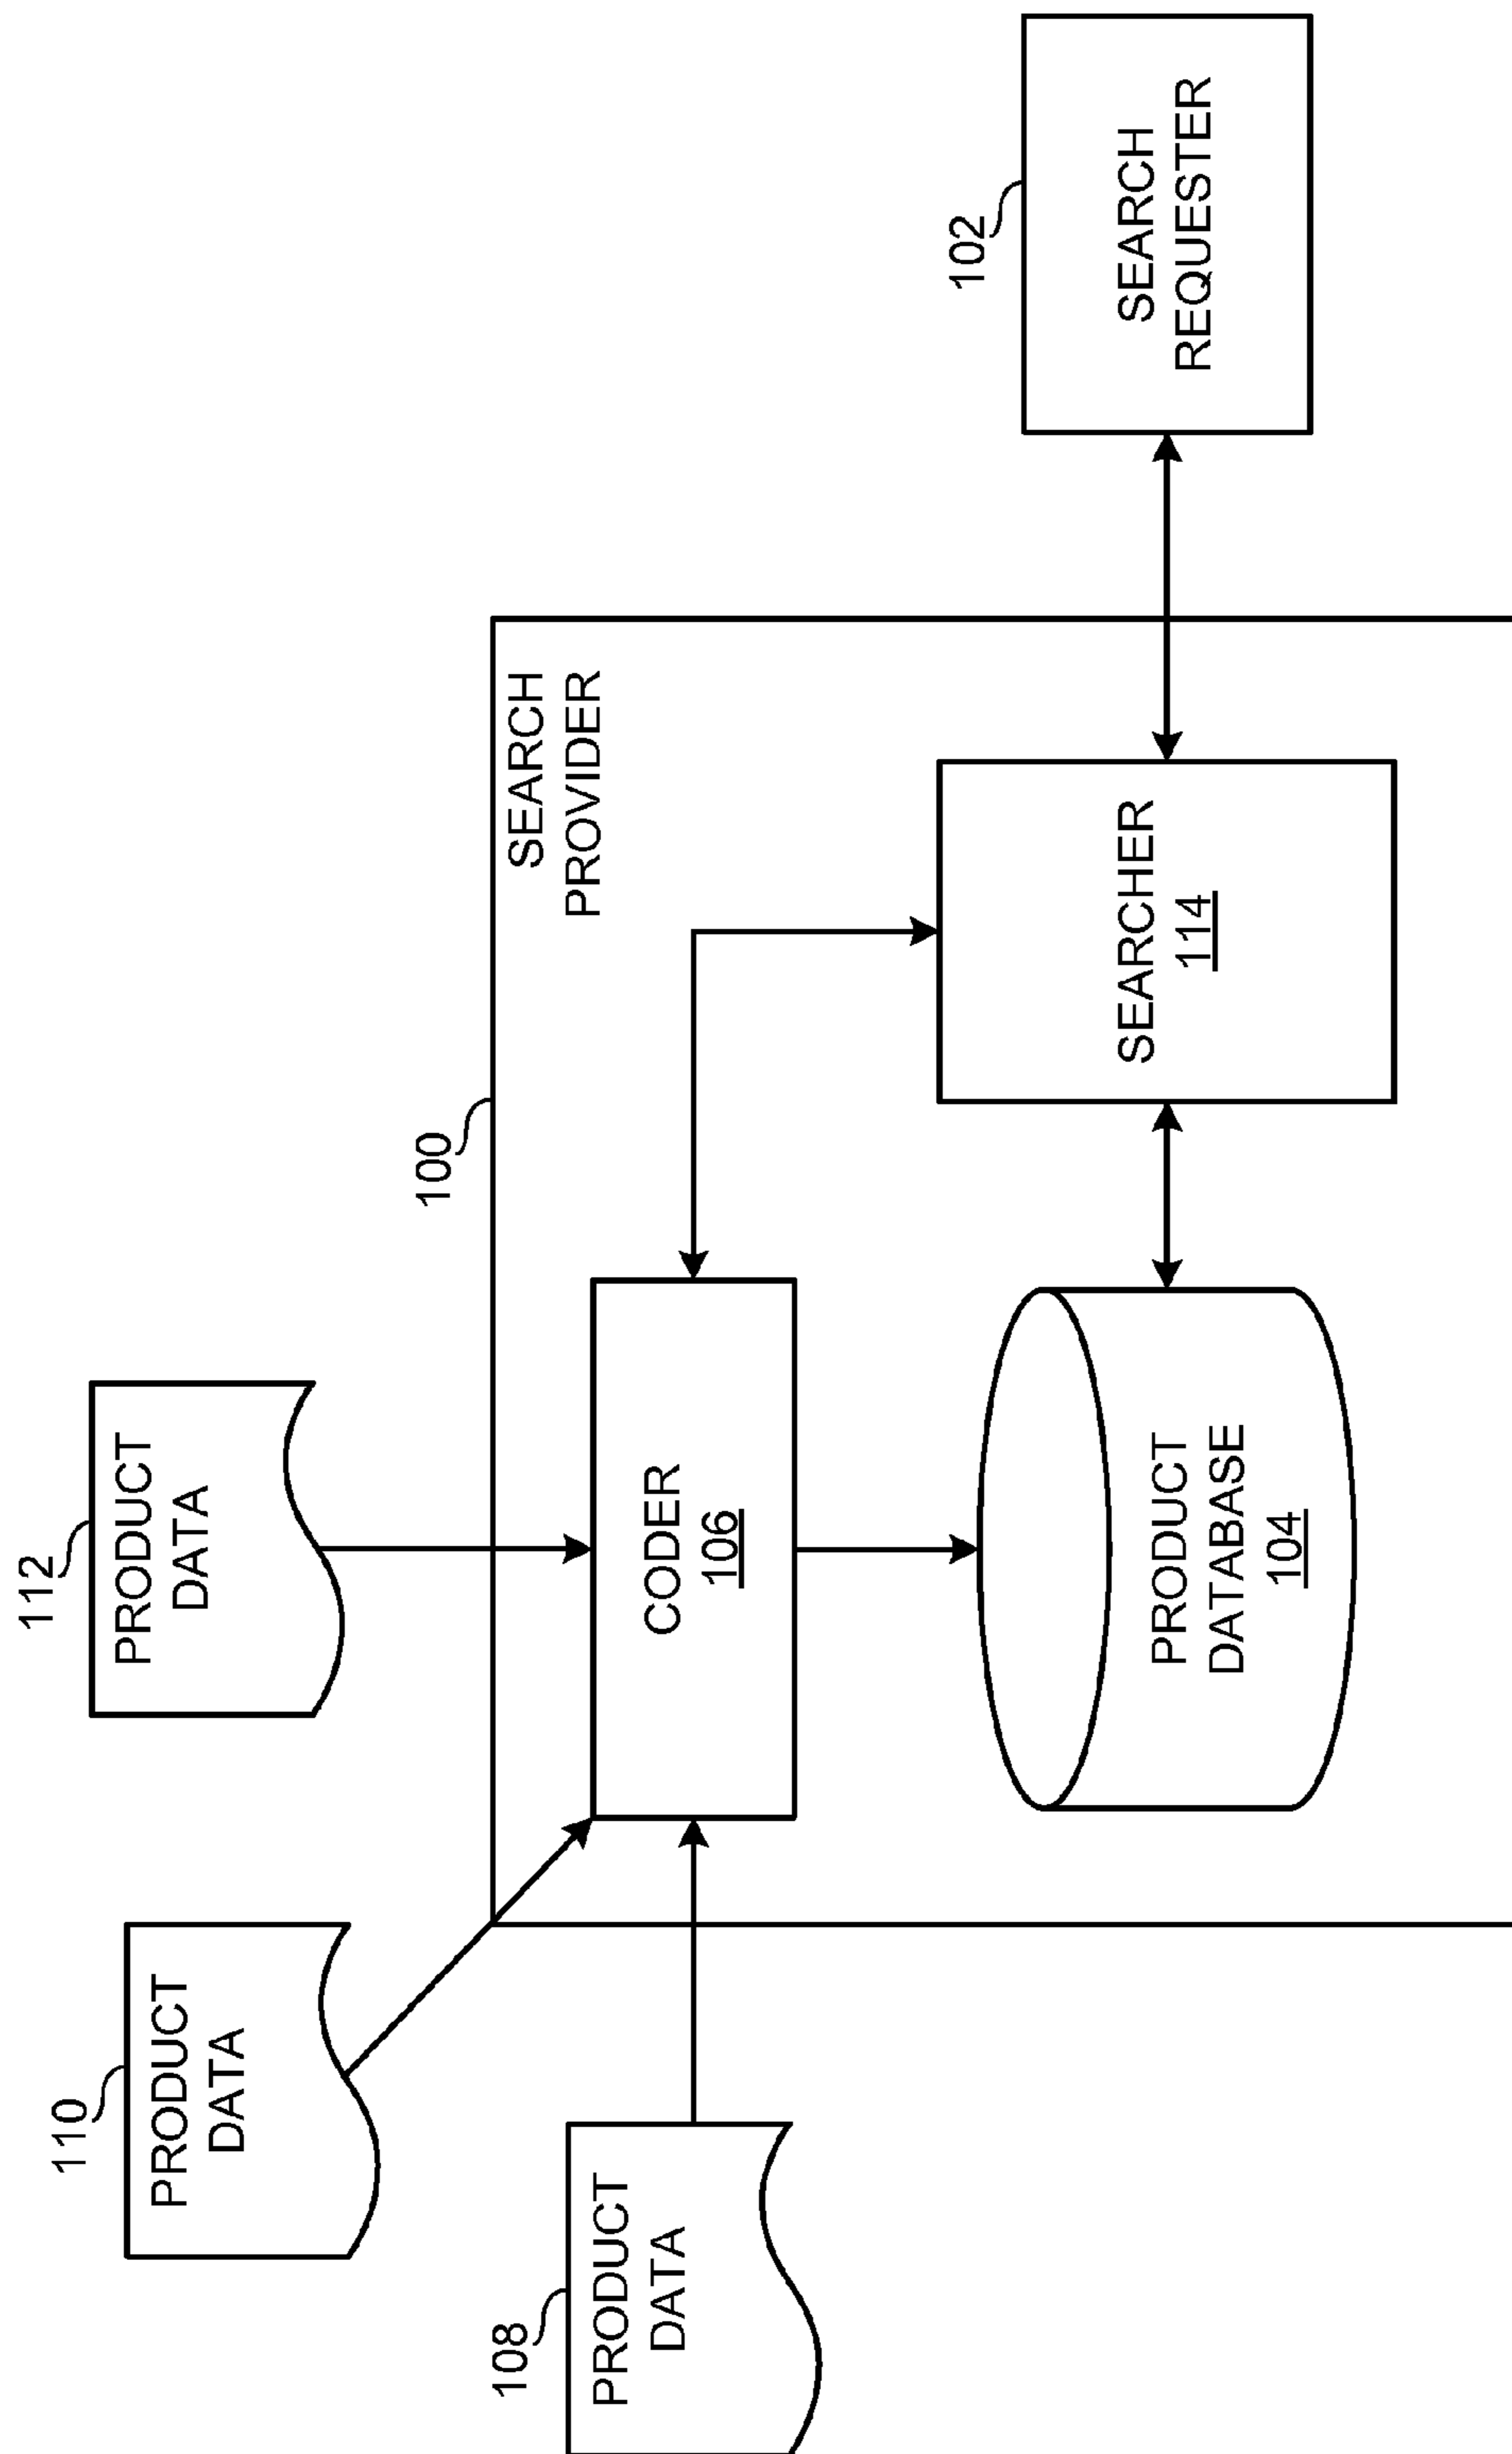 112
PRODUCT
DATA
110
PRODUCT
DATA
108
PRODUCT
DATA
100
SEARCH
PROVIDER
CODER
106
PRODUCT
DATABASE
104
SEARCHER
114
102
SEARCH
REQUESTER